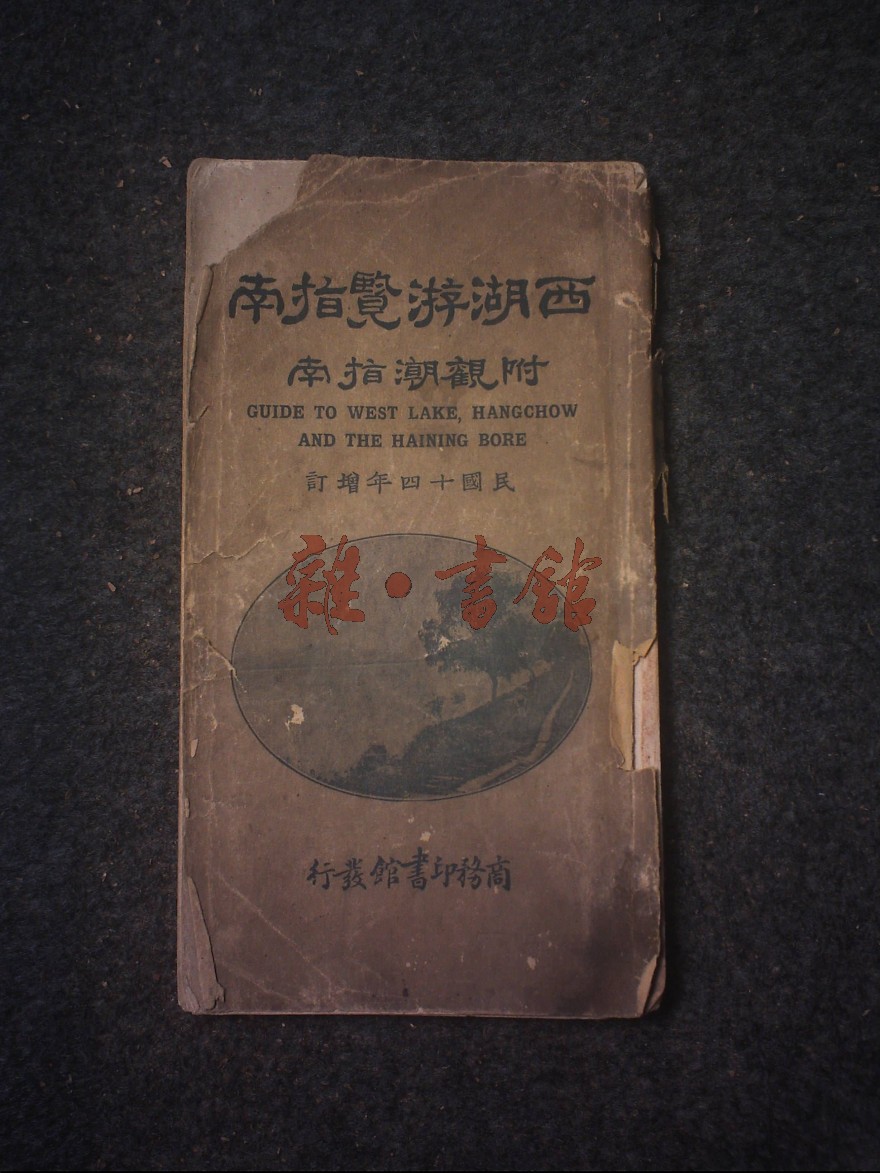 西湖游覽指南
附觀潮指南
GUIDE TO WEST LAKE, HANGCHOW
AND THE HAINING BORE
民國十四年增訂
雜·書館
商務印書館發行